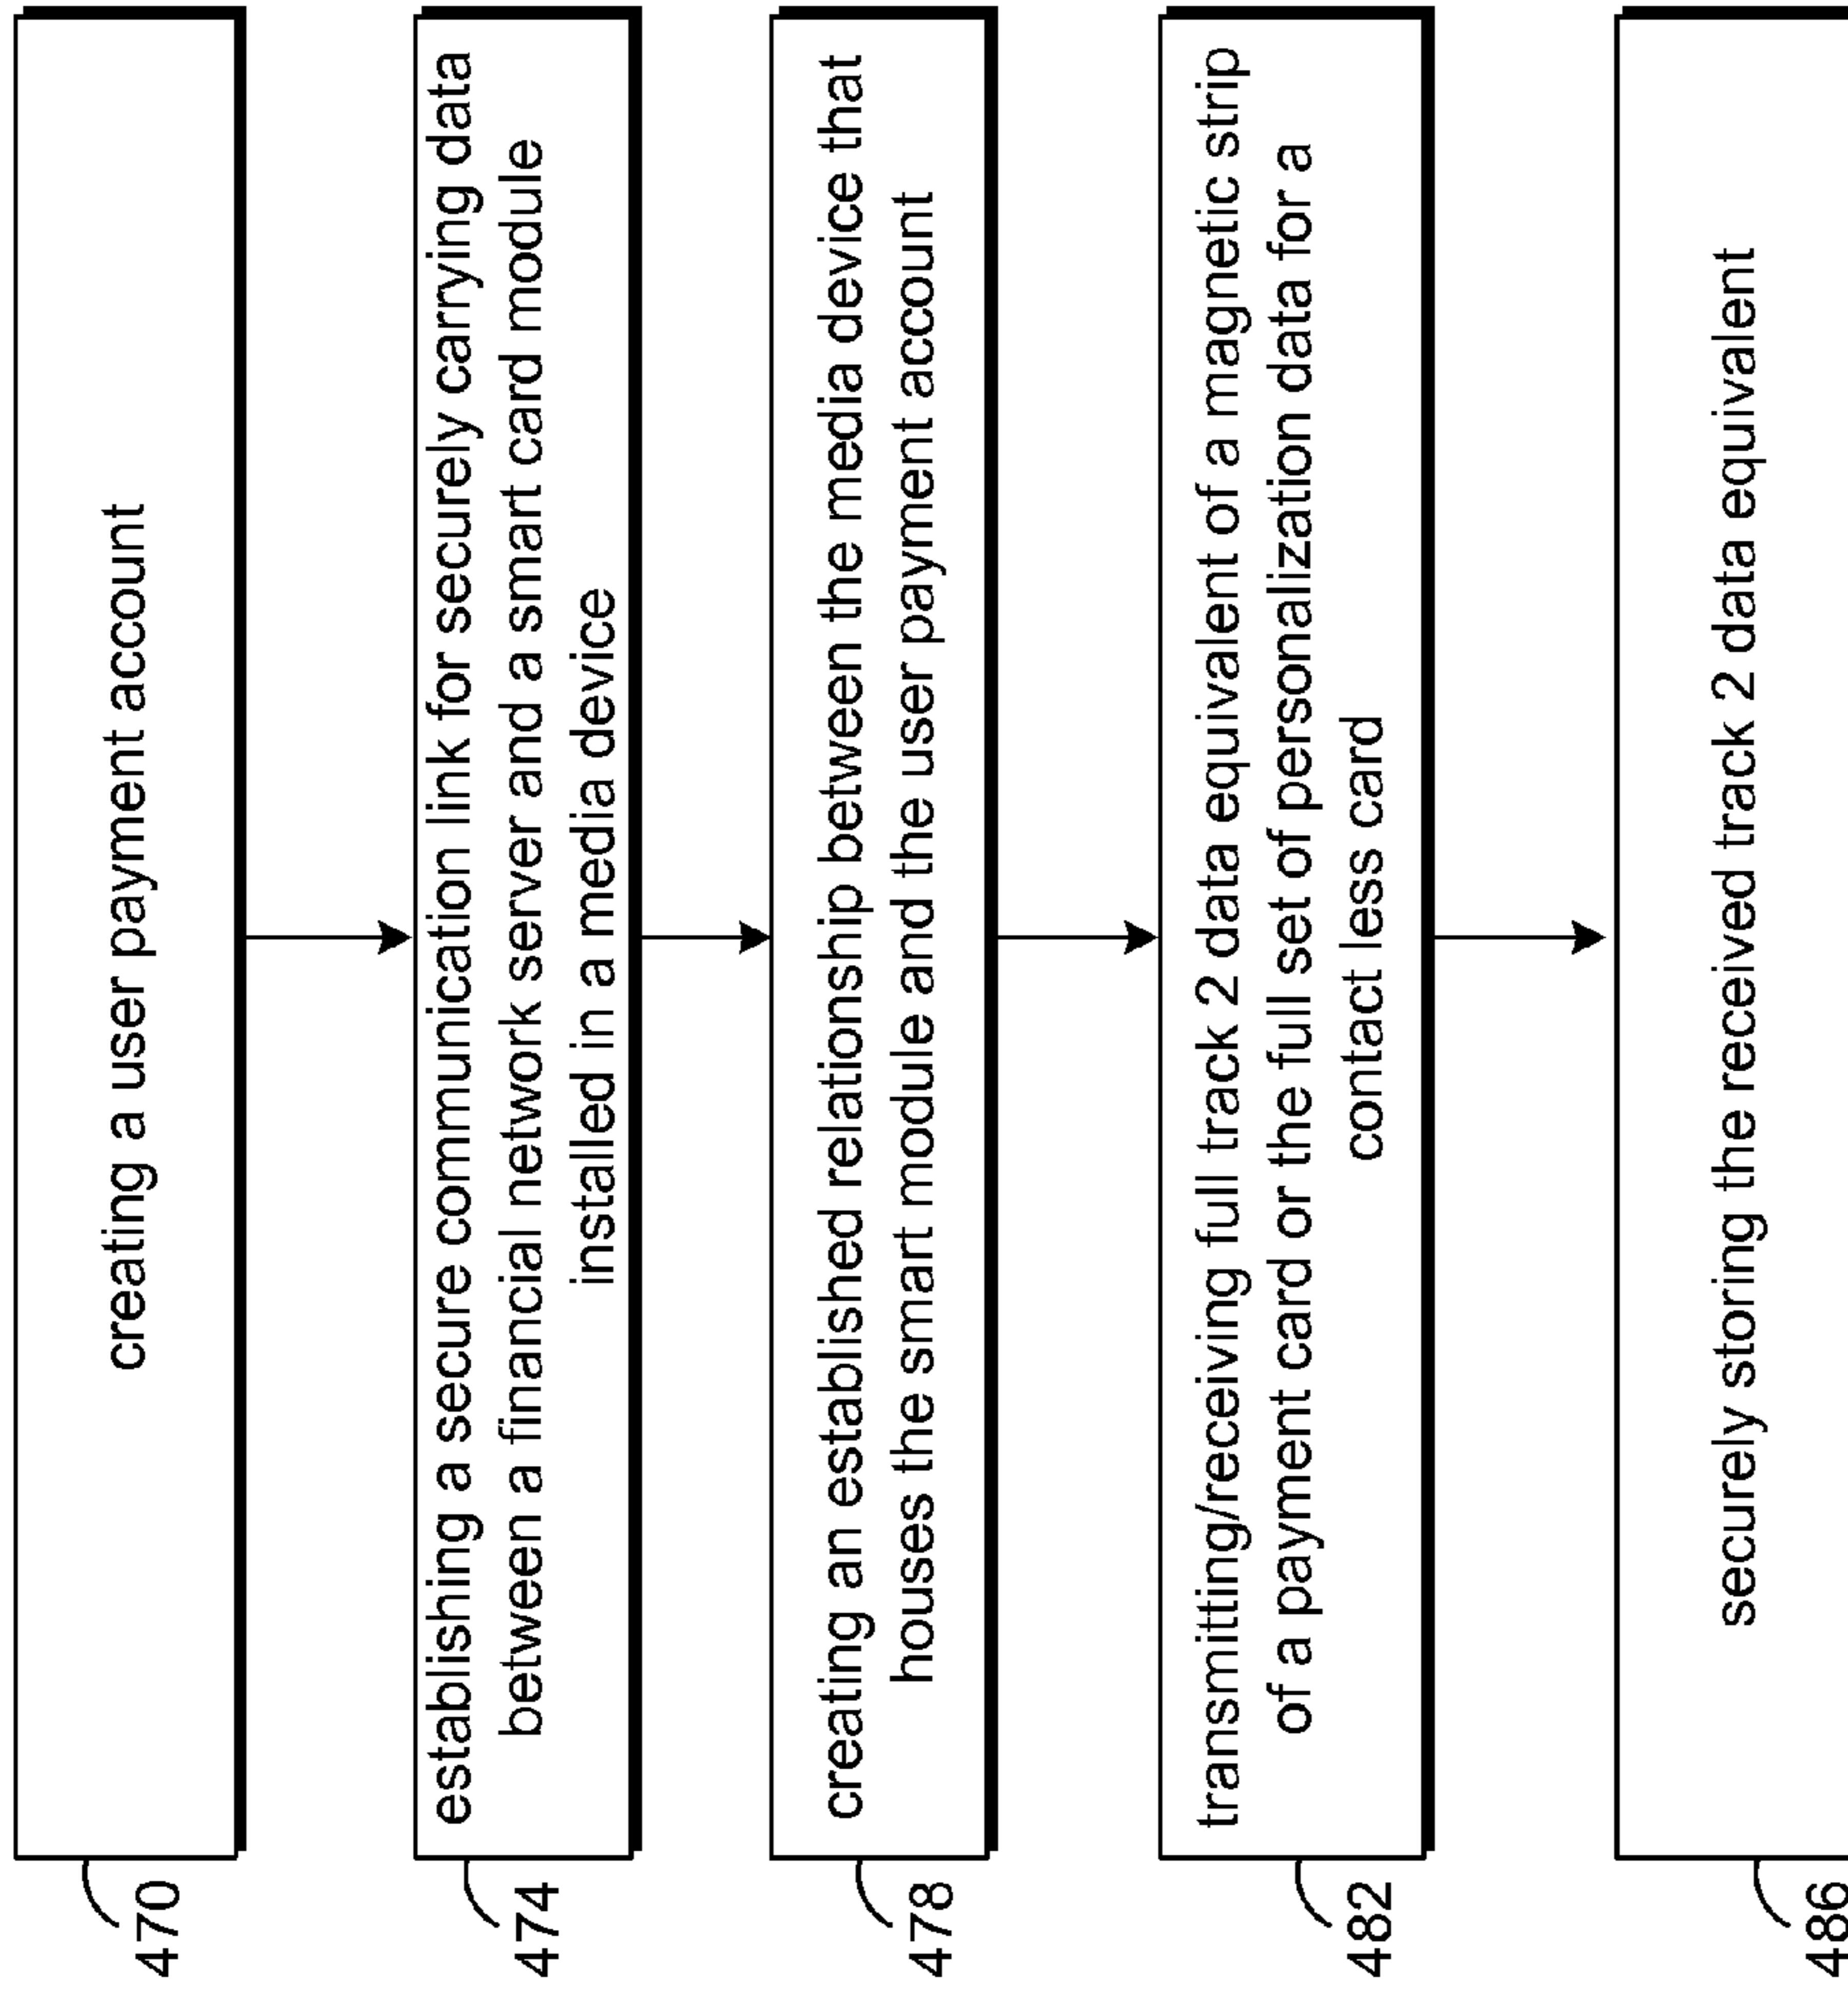 470
creating a user payment account
474
establishing a secure communication link for securely carrying data
between a financial network server and a smart card module
installed in a media device
478
creating an established relationship between the media device that
houses the smart module and the user payment account
482
transmitting/receiving full track 2 data equivalent of a magnetic strip
of a payment card or the full set of personalization data for a
contact less card
486
securely storing the received track 2 data equivalent